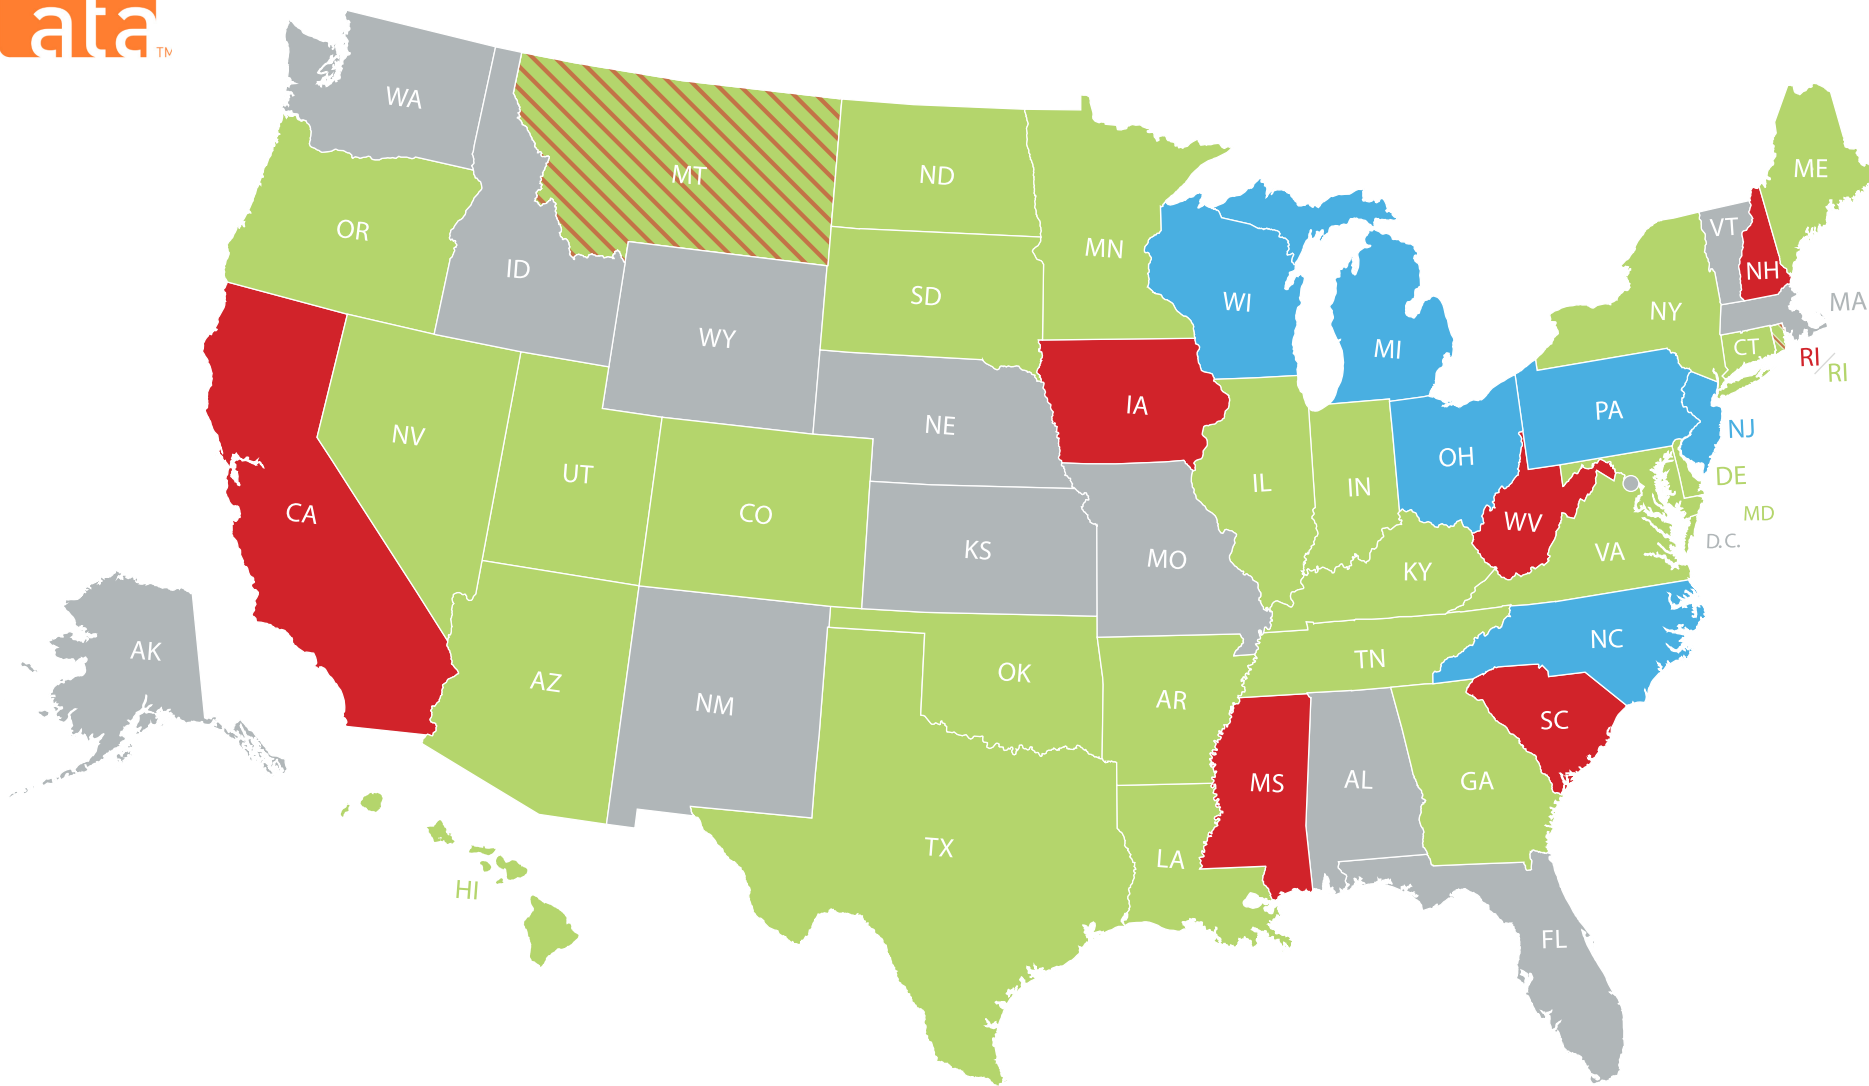 ata™
WA
MT
ND
ME
OR
MN
VT
ID
NH
SD
WI
MA
NY
WY
MI
CT
RI
RI
IA
PA
NE
NJ
NV
OH
UT
DE
IL
IN
CA
CO
MD
WV
D.C.
KS
VA
MO
KY
NC
AK
TN
OK
AZ
AR
NM
SC
MS
AL
GA
TX
LA
HI
FL